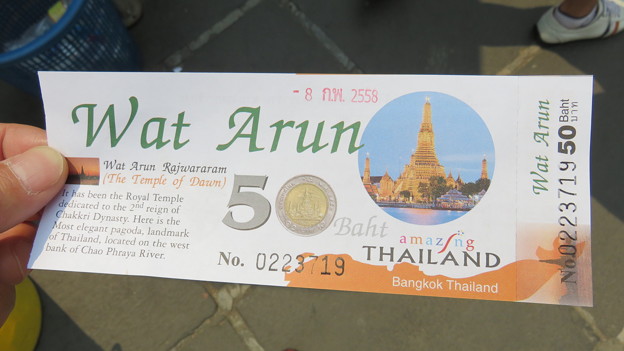 - 8 ก.พ. 2558
Wat Arun
Wat Arun Rajwararam
(The Temple of Dawn)
It has been the Royal Temple
dedicated to the 2nd reign of
Chakkri Dynasty. Here is the
Most elegant pagoda, landmark
of Thailand, located on the west
bank of Chao Phraya River.
5
Baht
No. 0223719
amazing
THAILAND
Bangkok Thailand
Wat Arun 50 Baht บาท
No. 0223719